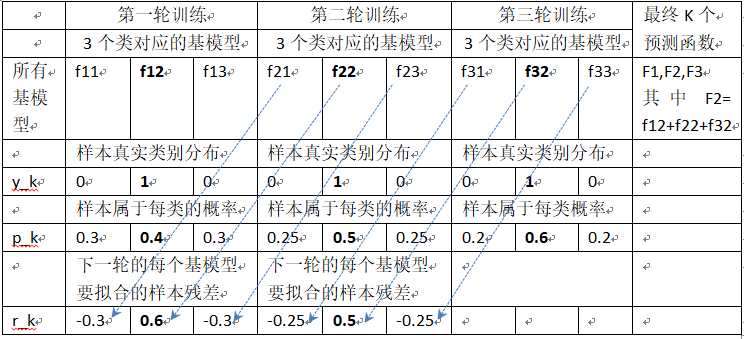 第一轮训练 第二轮训练 第三轮训练 最终 K 个
3 个类对应的基模型 3 个类对应的基模型 3 个类对应的基模型 预测函数
所有 f11 f12 f13 f21 f22 f23 f31 f32 f33 F1,F2,F3
基模 其中 F2=
型 f12+f22+f32
样本真实类别分布 样本真实类别分布 样本真实类别分布
y_k 0 1 0 0 1 0 0 1 0
样本属于每类的概率 样本属于每类的概率 样本属于每类概率
p_k 0.3 0.4 0.3 0.25 0.5 0.25 0.2 0.6 0.2
下一轮的每个基模型 下一轮的每个基模型
要拟合的样本残差 要拟合的样本残差
r_k -0.3 0.6 -0.3 -0.25 0.5 -0.25